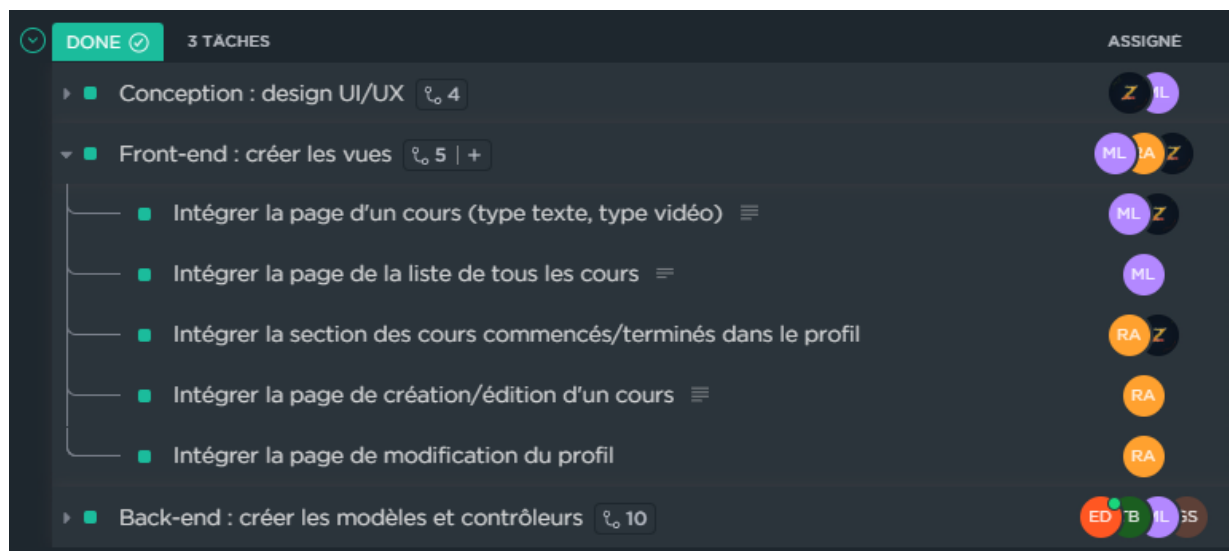 DONE 3 TÂCHES ASSIGNÉ
Conception : design UI/UX 4 Z ML
Front-end : créer les vues 5 | + ML RA Z
Intégrer la page d'un cours (type texte, type vidéo) ML Z
Intégrer la page de la liste de tous les cours ML
Intégrer la section des cours commencés/terminés dans le profil RA Z
Intégrer la page de création/édition d'un cours RA
Intégrer la page de modification du profil RA
Back-end : créer les modèles et contrôleurs 10 ED TB ML GS